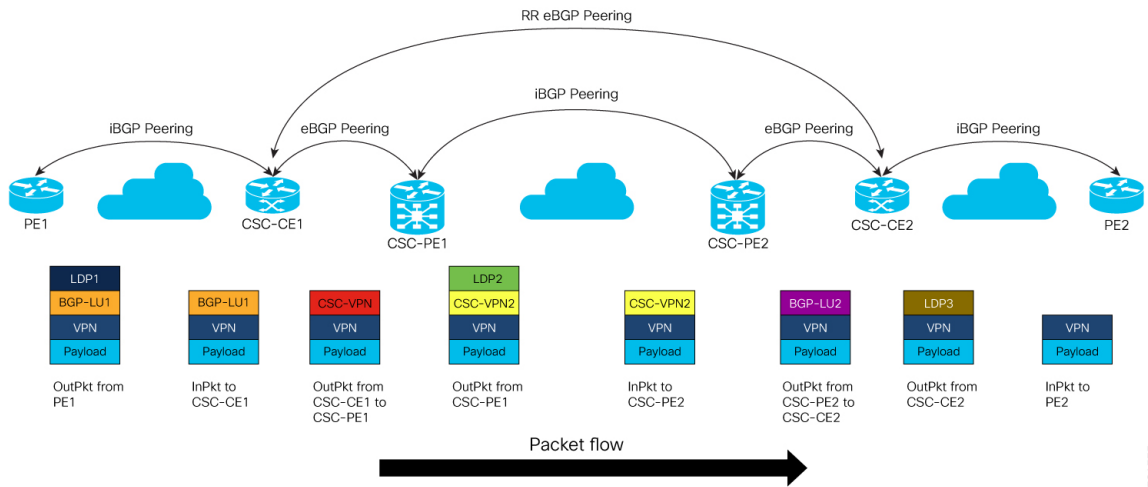 RR eBGP Peering
iBGP Peering
iBGP Peering
eBGP Peering
eBGP Peering
iBGP Peering
PE1
CSC-CE1
CSC-PE1
CSC-PE2
CSC-CE2
PE2
LDP1
BGP-LU1
VPN
Payload
OutPkt from
PE1
BGP-LU1
VPN
Payload
InPkt to
CSC-CE1
CSC-VPN
VPN
Payload
OutPkt from
CSC-CE1 to
CSC-PE1
LDP2
CSC-VPN2
VPN
Payload
OutPkt from
CSC-PE1
CSC-VPN2
VPN
Payload
InPkt to
CSC-PE2
BGP-LU2
VPN
Payload
OutPkt from
CSC-PE2 to
CSC-CE2
LDP3
VPN
Payload
OutPkt from
CSC-CE2
VPN
Payload
InPkt to
PE2
Packet flow